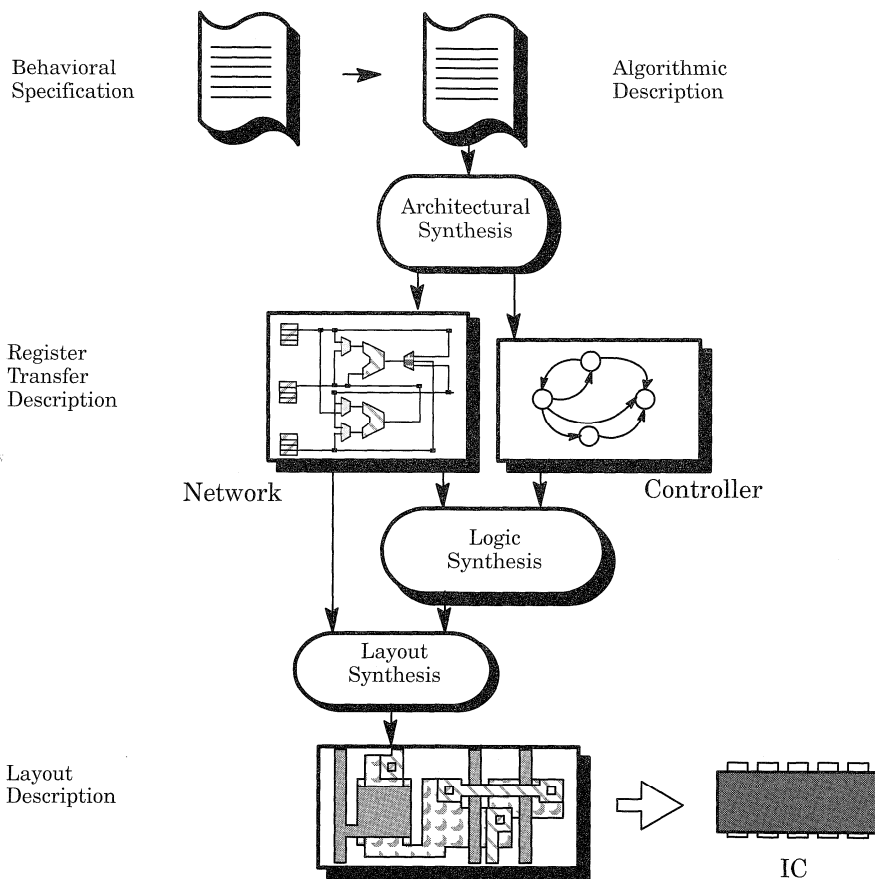 Behavioral
Specification
Algorithmic
Description
Architectural
Synthesis
Register
Transfer
Description
Network
Controller
Logic
Synthesis
Layout
Synthesis
Layout
Description
IC